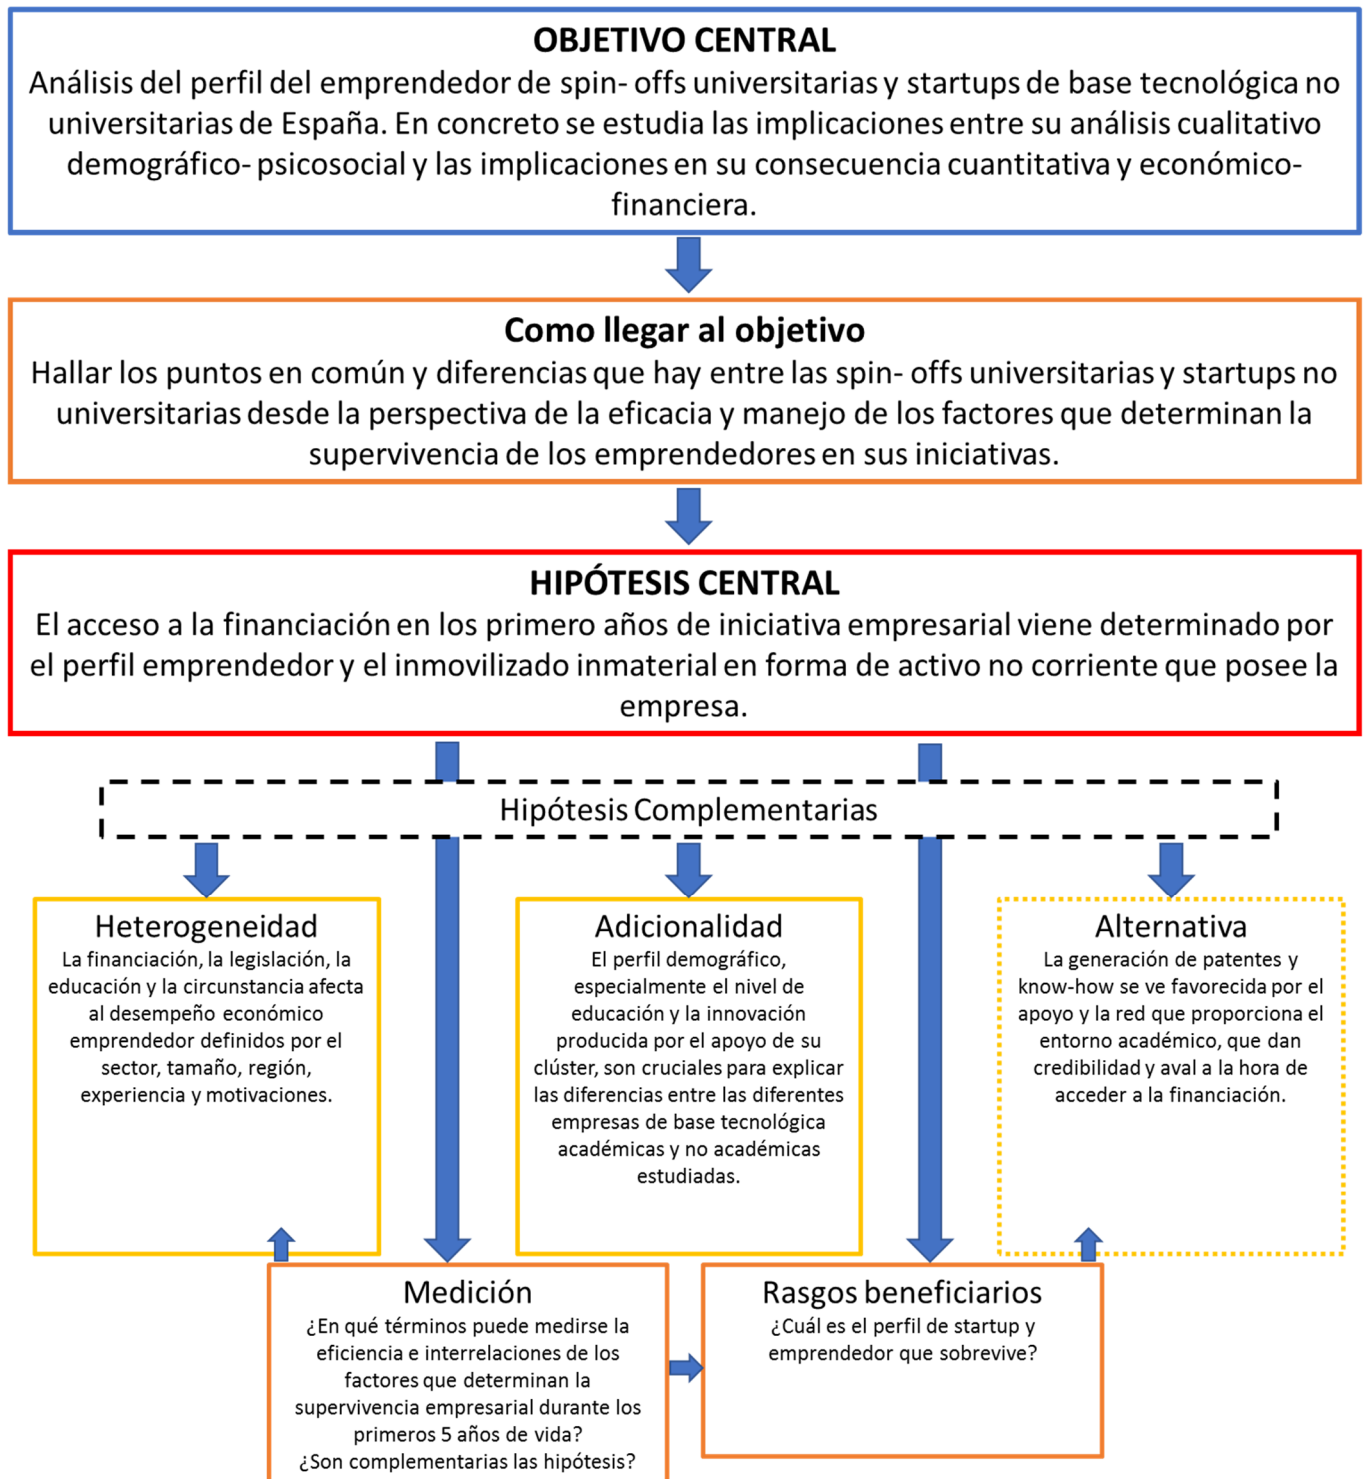 OBJETIVO CENTRAL
Análisis del perfil del emprendedor de spin- offs universitarias y startups de base tecnológica no
universitarias de España. En concreto se estudia las implicaciones entre su análisis cualitativo
demográfico- psicosocial y las implicaciones en su consecuencia cuantitativa y económico-
financiera.
Como llegar al objetivo
Hallar los puntos en común y diferencias que hay entre las spin- offs universitarias y startups no
universitarias desde la perspectiva de la eficacia y manejo de los factores que determinan la
supervivencia de los emprendedores en sus iniciativas.
HIPÓTESIS CENTRAL
El acceso a la financiación en los primero años de iniciativa empresarial viene determinado por
el perfil emprendedor y el inmovilizado inmaterial en forma de activo no corriente que posee la
empresa.
Hipótesis Complementarias
Heterogeneidad
La financiación, la legislación, la
educación y la circunstancia afecta
al desempeño económico
emprendedor definidos por el
sector, tamaño, región,
experiencia y motivaciones.
Adicionalidad
El perfil demográfico,
especialmente el nivel de
educación y la innovación
producida por el apoyo de su
clúster, son cruciales para explicar
las diferencias entre las diferentes
empresas de base tecnológica
académicas y no académicas
estudiadas.
Alternativa
La generación de patentes y
know-how se ve favorecida por el
apoyo y la red que proporciona el
entorno académico, que dan
credibilidad y aval a la hora de
acceder a la financiación.
Medición
¿En qué términos puede medirse la
eficiencia e interrelaciones de los
factores que determinan la
supervivencia empresarial durante los
primeros 5 años de vida?
¿Son complementarias las hipótesis?
Rasgos beneficiarios
¿Cuál es el perfil de startup y
emprendedor que sobrevive?